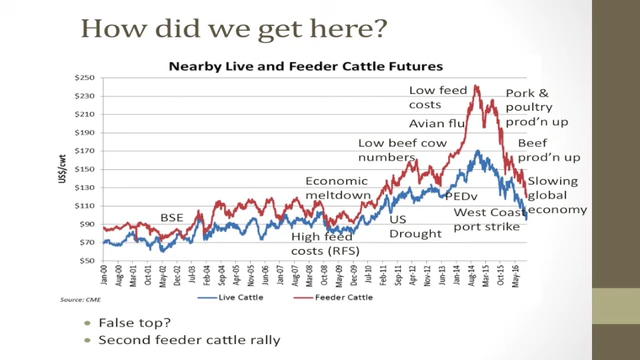 How did we get here?
Nearby Live and Feeder Cattle Futures
$250
$230
$210
$190
$170
$150
$130
$110
$90
$70
$50
US$/cwt
Low feed
costs
Avian flu
Pork &
poultry
prod'n up
Low beef cow
numbers
Beef
prod'n up
Economic
meltdown
PEDv
Slowing
global
economy
BSE
US
Drought
West Coast
port strike
High feed
costs (RFS)
Jan-00
Aug-00
Mar-01
Oct-01
May-02
Dec-02
Jul-03
Feb-04
Sep-04
Apr-05
Nov-05
Jun-06
Jan-07
Aug-07
Mar-08
Oct-08
May-09
Dec-09
Jul-10
Feb-11
Sep-11
Apr-12
Nov-12
Jun-13
Jan-14
Aug-14
Mar-15
Oct-15
May-16
Source: CME
Live Cattle
Feeder Cattle
• False top?
• Second feeder cattle rally